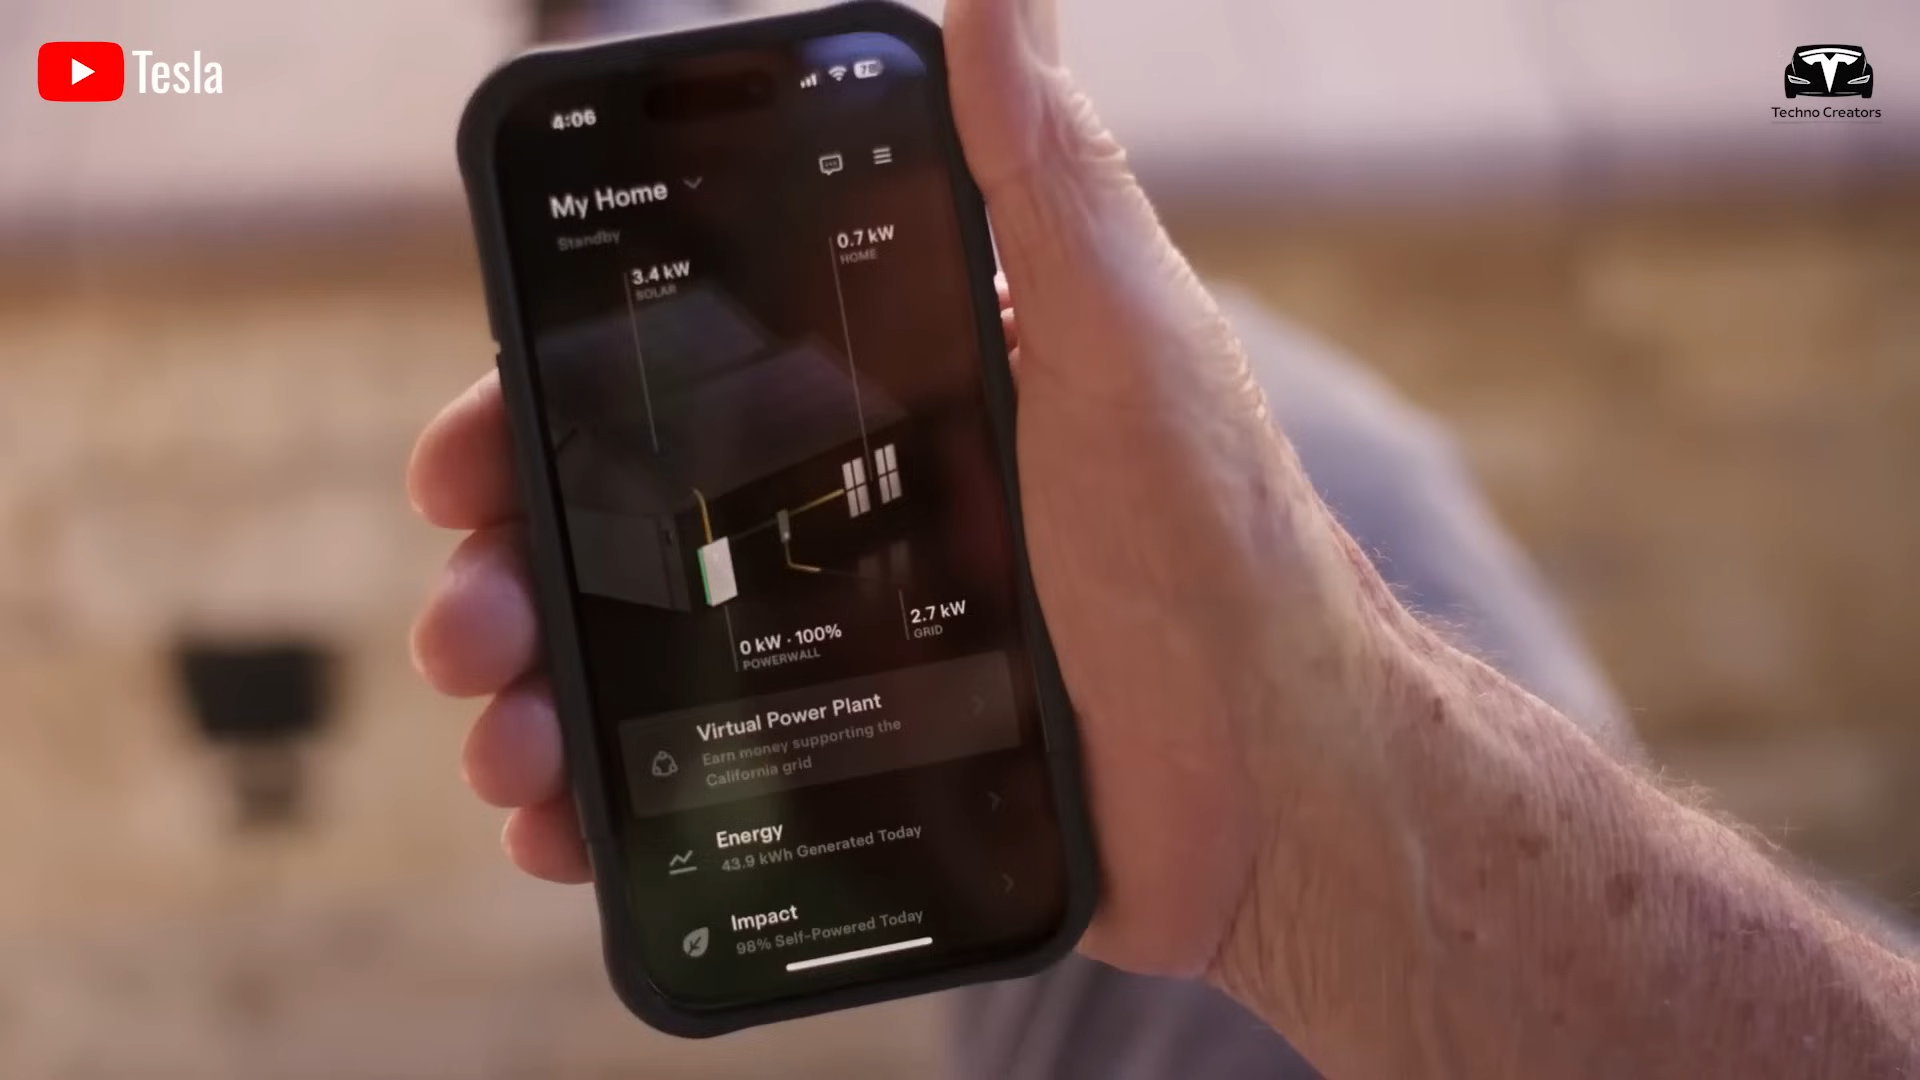 Tesla
Techno Creators
4:06
My Home
Standby
3.4 kW
SOLAR
0.7 kW
HOME
0 kW · 100%
POWERWALL
2.7 kW
GRID
Virtual Power Plant
Earn money supporting the
California grid
Energy
43.9 kWh Generated Today
Impact
98% Self-Powered Today